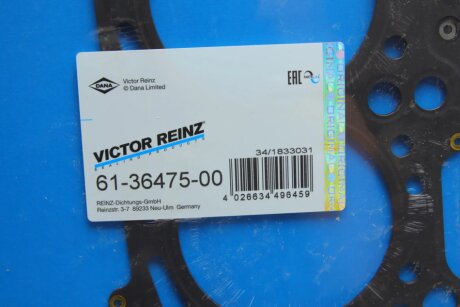 DANA
Victor Reinz
© Dana Limited
EAC
ORIGINAL
VICTOR REINZ
34/1833031
61-36475-00
4 026634 496459
REINZ-Dichtungs-GmbH
Reinzstr. 3-7 89233 Neu-Ulm Germany